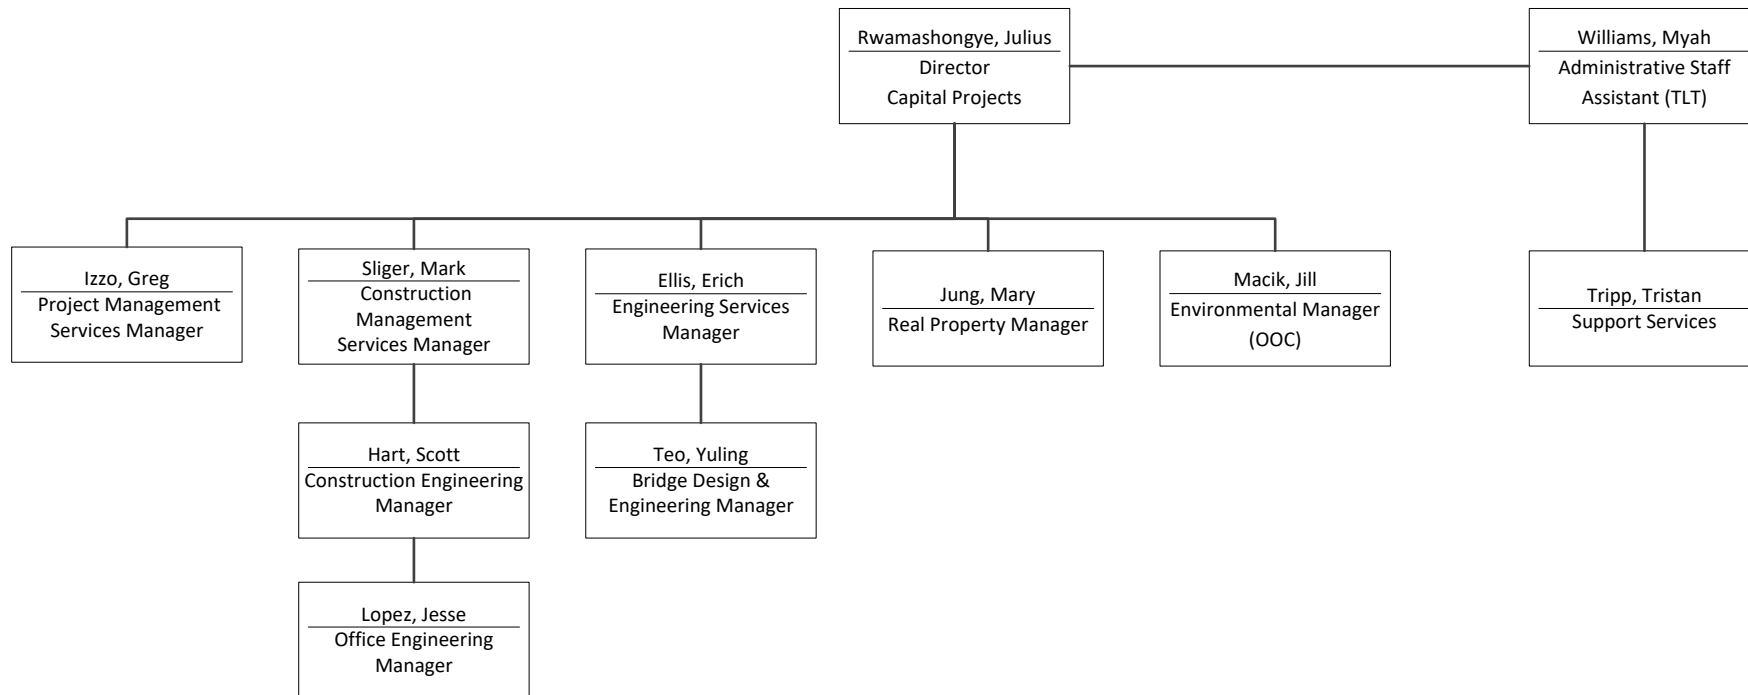 Rwamashongye, Julius
Director
Capital Projects
Williams, Myah
Administrative Staff
Assistant (TLT)
Izzo, Greg
Project Management
Services Manager
Sliger, Mark
Construction
Management
Services Manager
Ellis, Erich
Engineering Services
Manager
Jung, Mary
Real Property Manager
Macik, Jill
Environmental Manager
(OOC)
Tripp, Tristan
Support Services
Hart, Scott
Construction Engineering
Manager
Teo, Yuling
Bridge Design &
Engineering Manager
Lopez, Jesse
Office Engineering
Manager